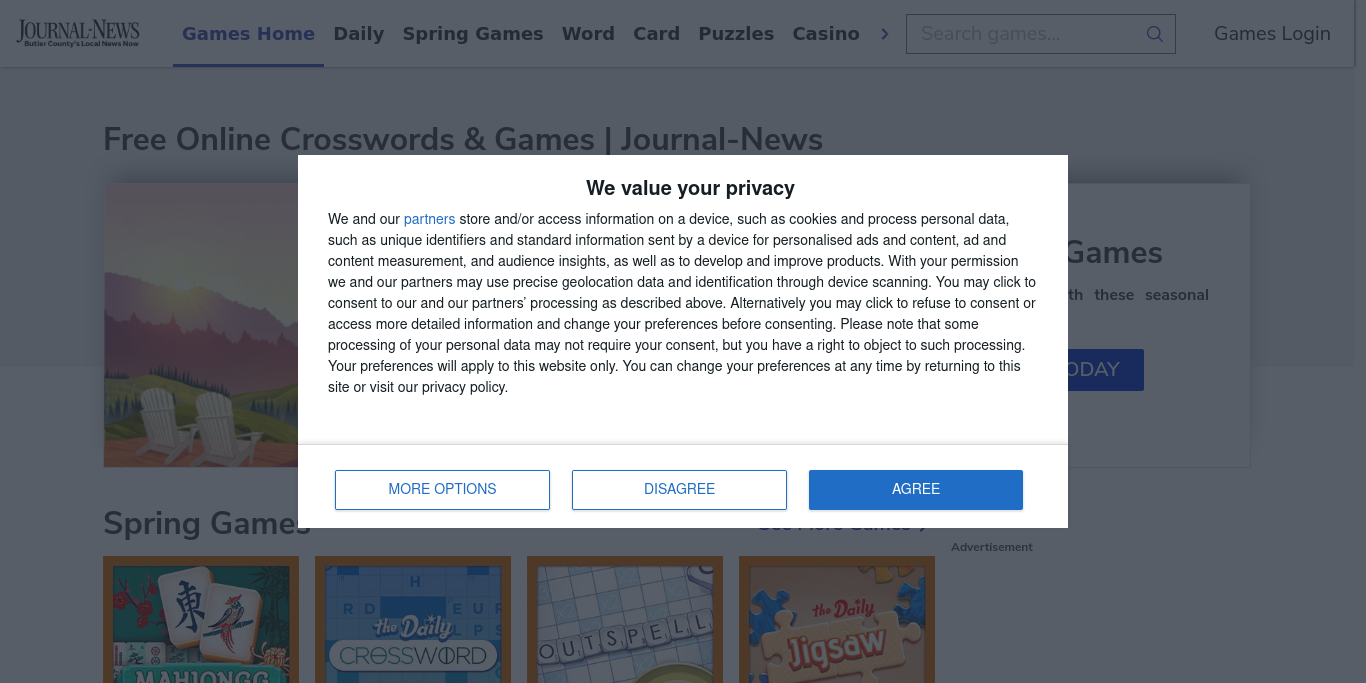 JOURNAL-NEWS
Butler County's Local News Now
Games Home
Daily
Spring Games
Word
Card
Puzzles
Casino
Search games...
Games Login
Free Online Crosswords & Games | Journal-News
We value your privacy
We and our partners store and/or access information on a device, such as cookies and process personal data,
such as unique identifiers and standard information sent by a device for personalised ads and content, ad and
content measurement, and audience insights, as well as to develop and improve products. With your permission
we and our partners may use precise geolocation data and identification through device scanning. You may click to
consent to our and our partners’ processing as described above. Alternatively you may click to refuse to consent or
access more detailed information and change your preferences before consenting. Please note that some
processing of your personal data may not require your consent, but you have a right to object to such processing.
Your preferences will apply to this website only. You can change your preferences at any time by returning to this
site or visit our privacy policy.
MORE OPTIONS
DISAGREE
AGREE
Games
these seasonal
ODAY
Spring Games
Advertisement
東
MAHJONGG
H
R D
E U R
L P S
the Daily
CROSSWORD
OUTSPELL
the Daily
Jigsaw